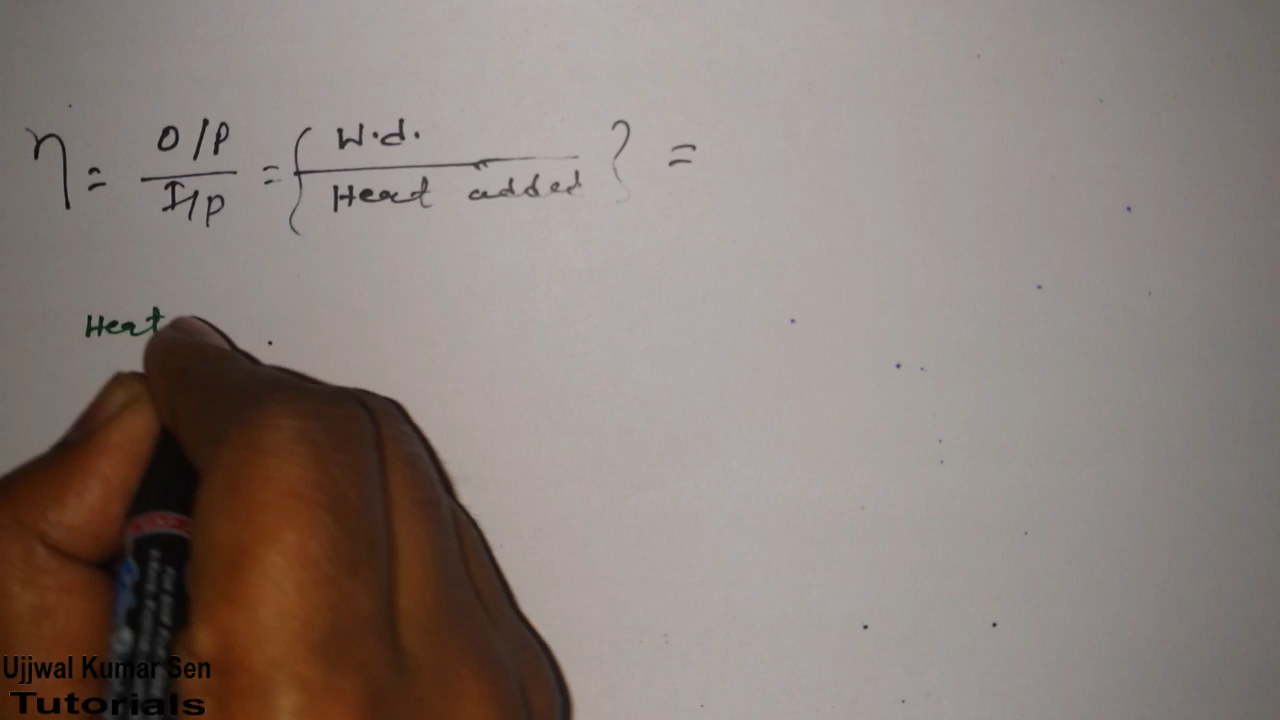 η = O/P / I/P = { W.d. / Heat added } =
Heat
Ujjwal Kumar Sen
Tutorials